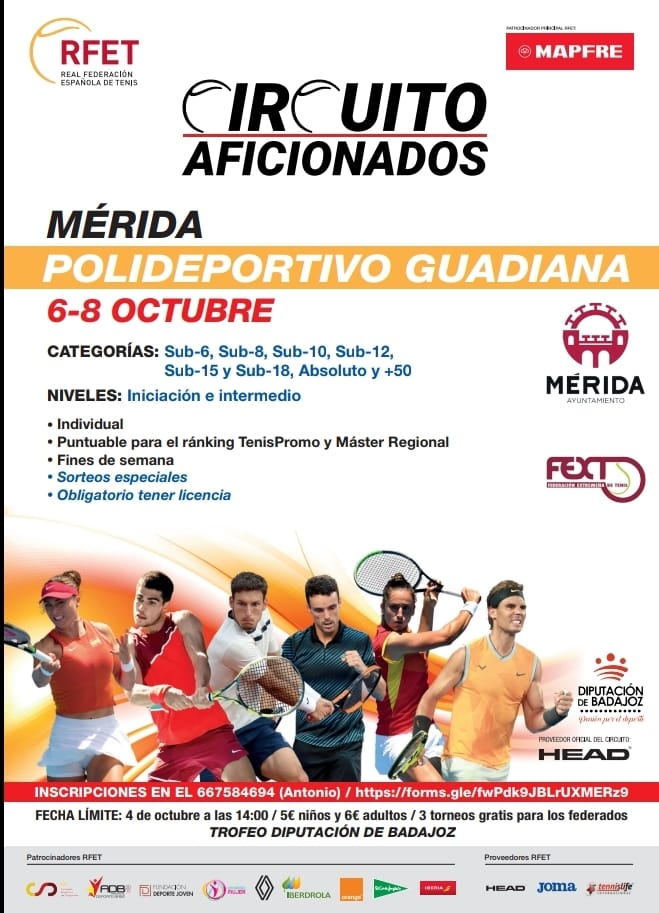 RFET
REAL FEDERACIÓN
ESPAÑOLA DE TENIS
PATROCINADOR PRINCIPAL RFET:
MAPFRE
CIRCUITO
AFICIONADOS
MÉRIDA
POLIDEPORTIVO GUADIANA
6-8 OCTUBRE
CATEGORÍAS: Sub-6, Sub-8, Sub-10, Sub-12,
Sub-15 y Sub-18, Absoluto y +50
NIVELES: Iniciación e intermedio
• Individual
• Puntuable para el ránking TenisPromo y Máster Regional
• Fines de semana
• Sorteos especiales
• Obligatorio tener licencia
MÉRIDA
AYUNTAMIENTO
FEXT
FEDERACIÓN EXTREMEÑA DE TENIS
DIPUTACIÓN
DE BADAJOZ
Pasión por el deporte
PROVEEDOR OFICIAL DEL CIRCUITO:
HEAD
INSCRIPCIONES EN EL 667584694 (Antonio) / https://forms.gle/fwPdk9JBLrUXMERz9
FECHA LÍMITE: 4 de octubre a las 14:00 / 5€ niños y 6€ adultos / 3 torneos gratis para los federados
TROFEO DIPUTACIÓN DE BADAJOZ
Patrocinadores RFET
Proveedores RFET
CSD
ADB
FUNDACIÓN
DEPORTE JOVEN
MUJER
IBERDROLA
orange
El Corte Inglés
IBERIA
HEAD
Joma
tennislife
INTERNATIONAL